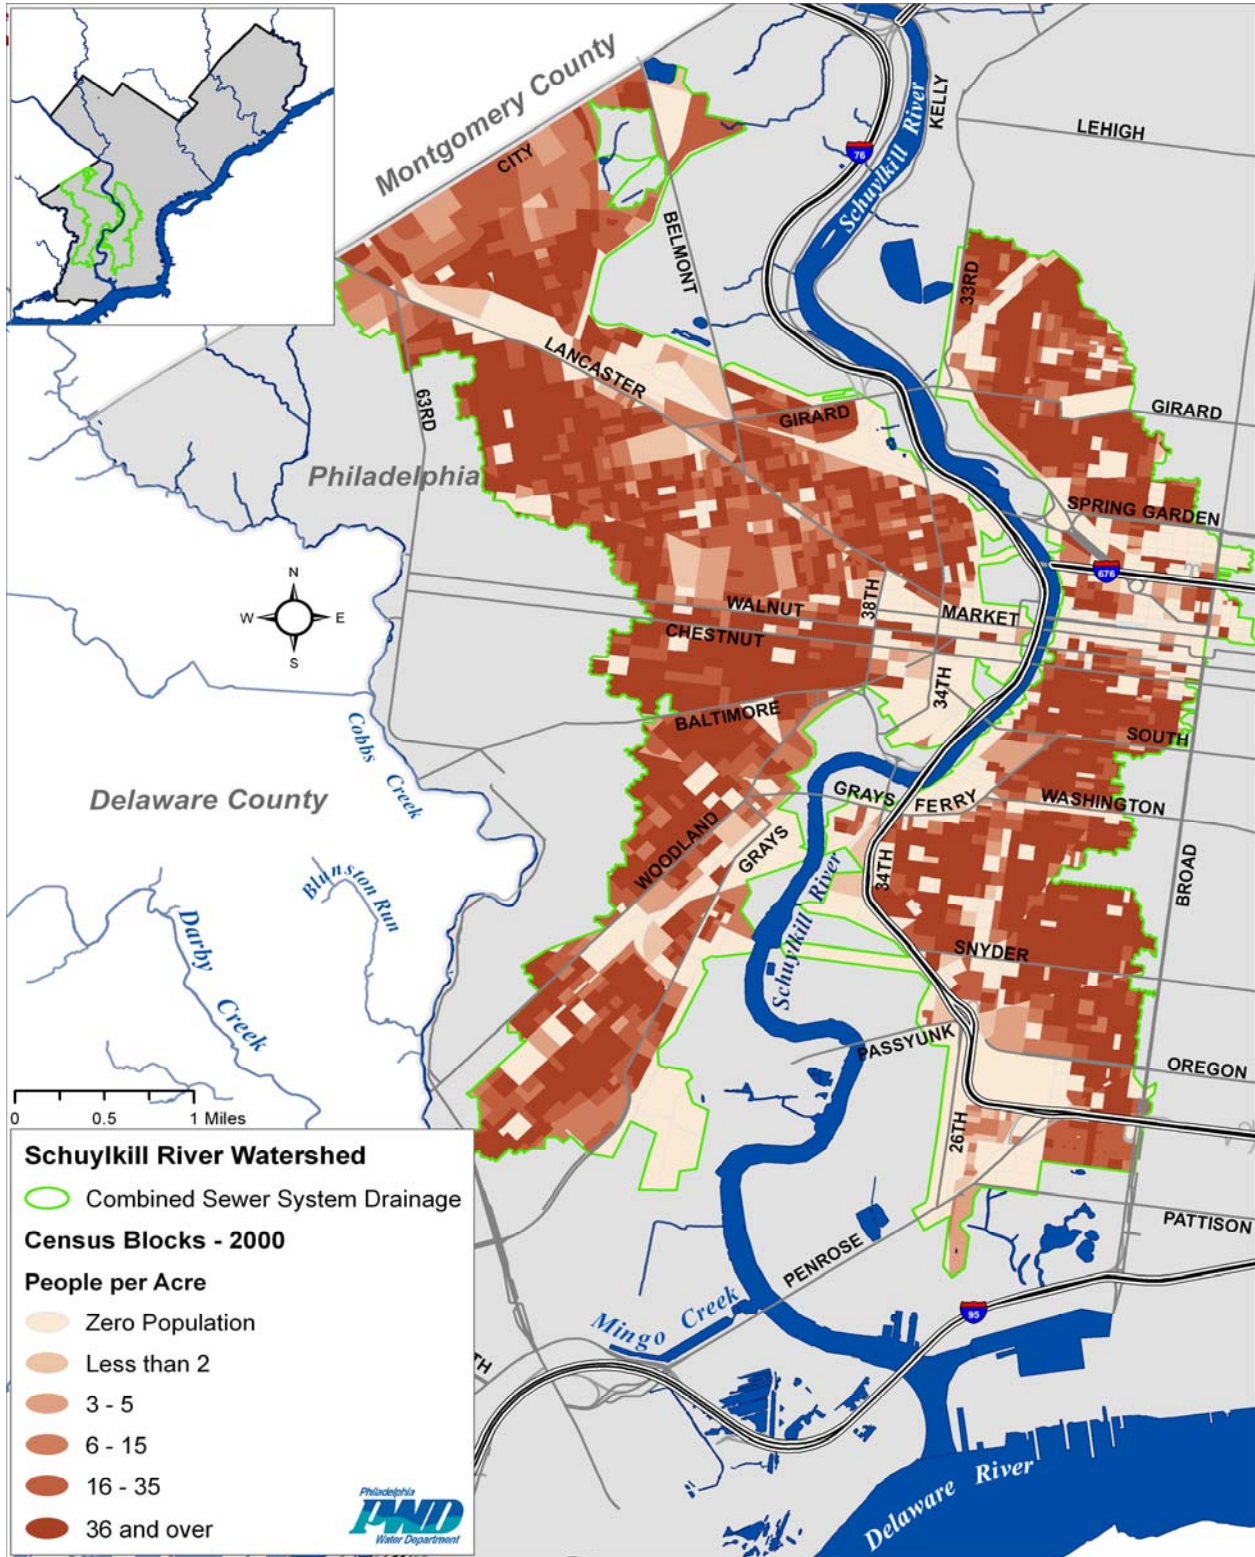 Montgomery County
CITY
BELMONT
76
Schuylkill River
KELLY
LEHIGH
33RD
LANCASTER
63RD
GIRARD
GIRARD
Philadelphia
SPRING GARDEN
676
N
W
E
S
WALNUT
38TH
MARKET
CHESTNUT
34TH
BALTIMORE
SOUTH
Cobbs Creek
Delaware County
GRAYS FERRY
WASHINGTON
WOODLAND
GRAYS
34TH
BROAD
Blunston Run
Darby Creek
Schuylkill River
SNYDER
PASSYUNK
OREGON
26TH
PATTISON
PENROSE
Mingo Creek
95
TH
Delaware River
0 0.5 1 Miles
Schuylkill River Watershed
Combined Sewer System Drainage
Census Blocks - 2000
People per Acre
Zero Population
Less than 2
3 - 5
6 - 15
16 - 35
36 and over
Philadelphia
PWD
Water Department